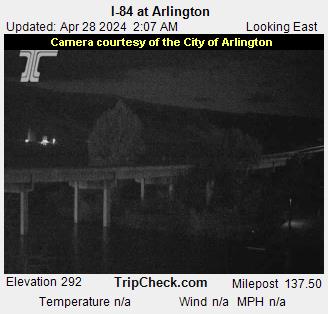 I-84 at Arlington
Updated: Apr 28 2024 2:07 AM Looking East
Camera courtesy of the City of Arlington
Elevation 292 TripCheck.com Milepost 137.50
Temperature n/a Wind n/a MPH n/a